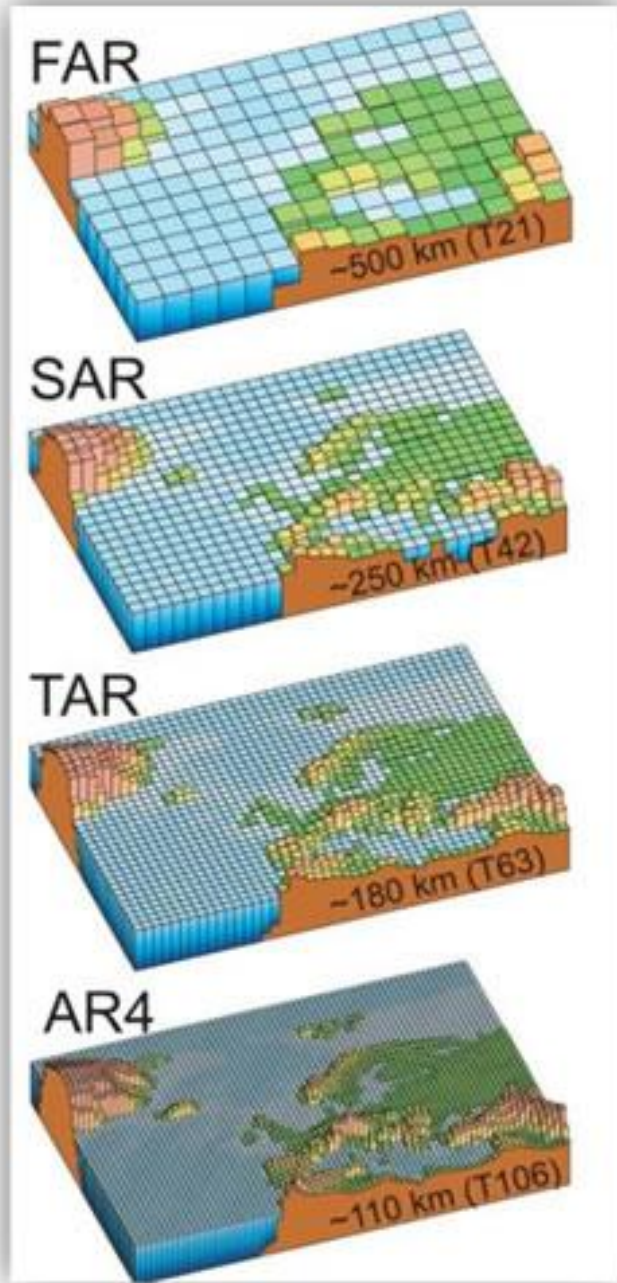 FAR
~500 km (T21)
SAR
~250 km (T42)
TAR
~180 km (T63)
AR4
~110 km (T106)